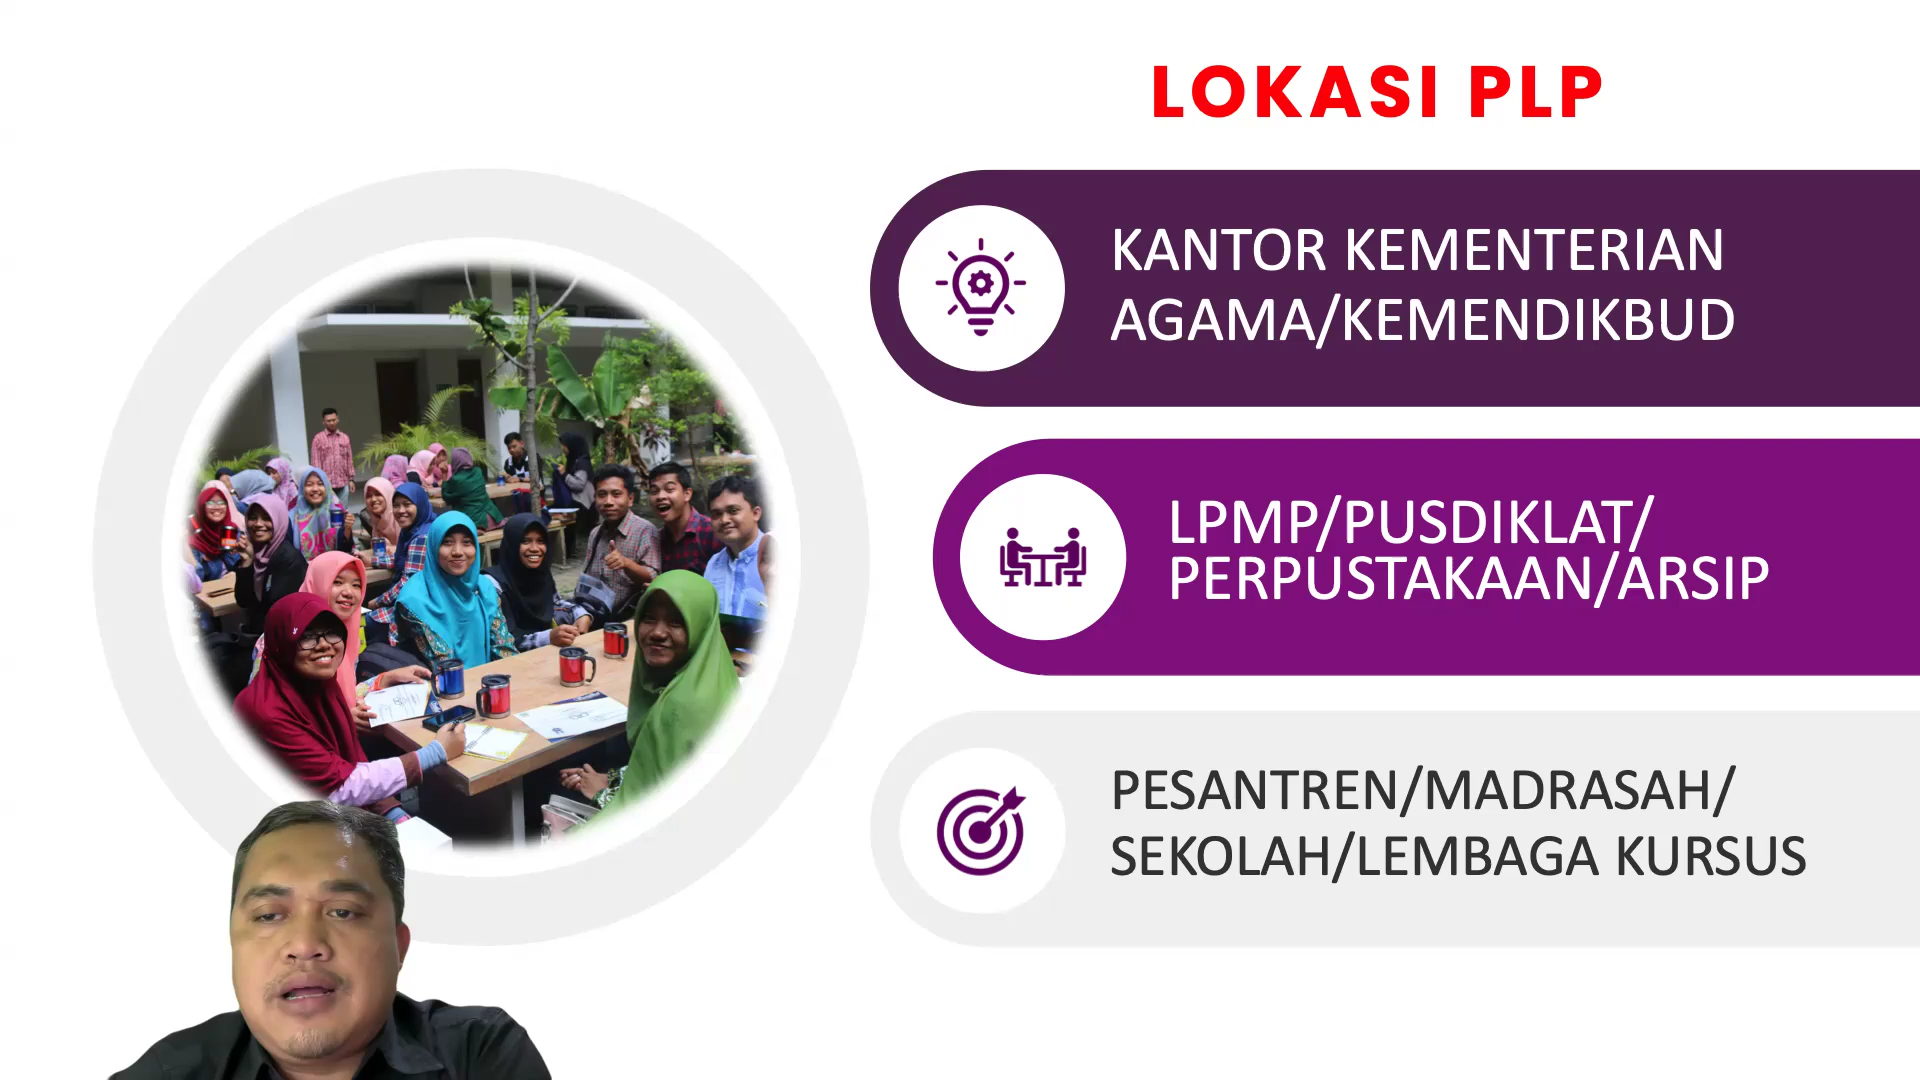 LOKASI PLP
KANTOR KEMENTERIAN
AGAMA/KEMENDIKBUD
LPMP/PUSDIKLAT/
PERPUSTAKAAN/ARSIP
PESANTREN/MADRASAH/
SEKOLAH/LEMBAGA KURSUS